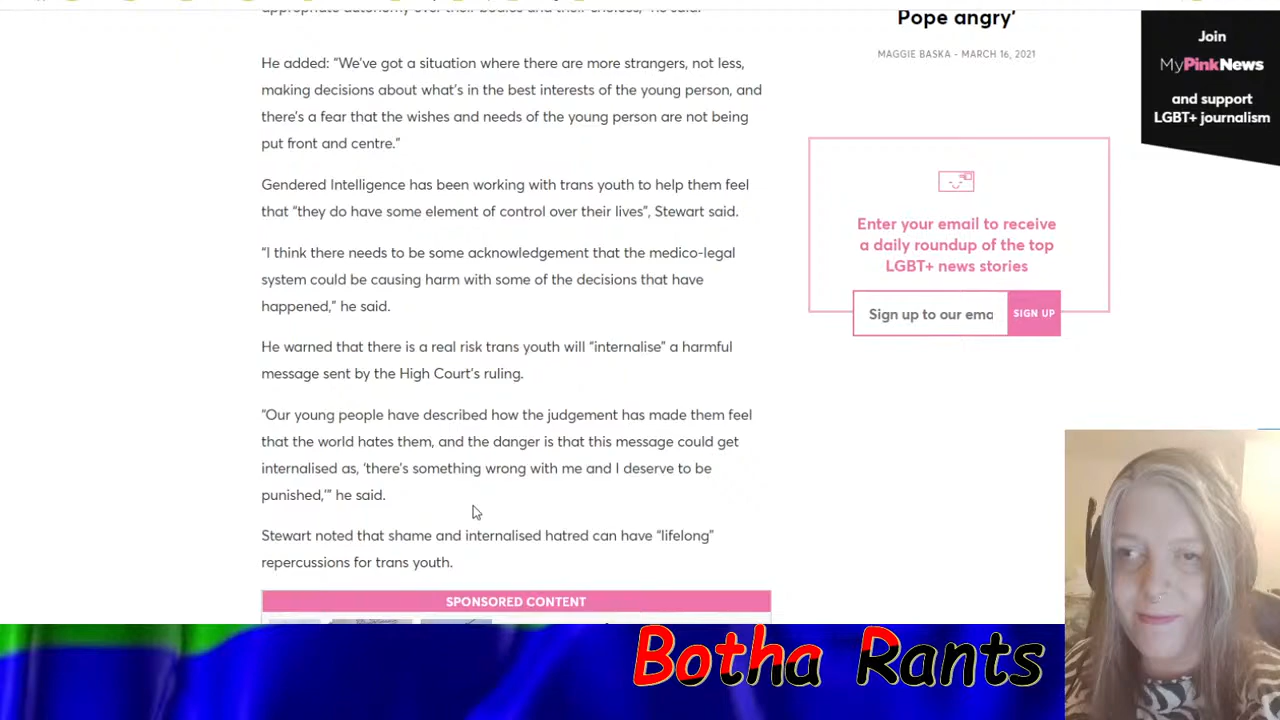 appropriate autonomy over their bodies and their choices," he said.
He added: "We've got a situation where there are more strangers, not less,
making decisions about what's in the best interests of the young person, and
there's a fear that the wishes and needs of the young person are not being
put front and centre."
Gendered Intelligence has been working with trans youth to help them feel
that "they do have some element of control over their lives", Stewart said.
"I think there needs to be some acknowledgement that the medico-legal
system could be causing harm with some of the decisions that have
happened," he said.
He warned that there is a real risk trans youth will "internalise" a harmful
message sent by the High Court's ruling.
"Our young people have described how the judgement has made them feel
that the world hates them, and the danger is that this message could get
internalised as, 'there's something wrong with me and I deserve to be
punished,'" he said.
Stewart noted that shame and internalised hatred can have "lifelong"
repercussions for trans youth.
SPONSORED CONTENT
Pope angry'
MAGGIE BASKA - MARCH 16, 2021
Enter your email to receive
a daily roundup of the top
LGBT+ news stories
Sign up to our ema
SIGN UP
Join
MyPinkNews
and support
LGBT+ journalism
Botha Rants